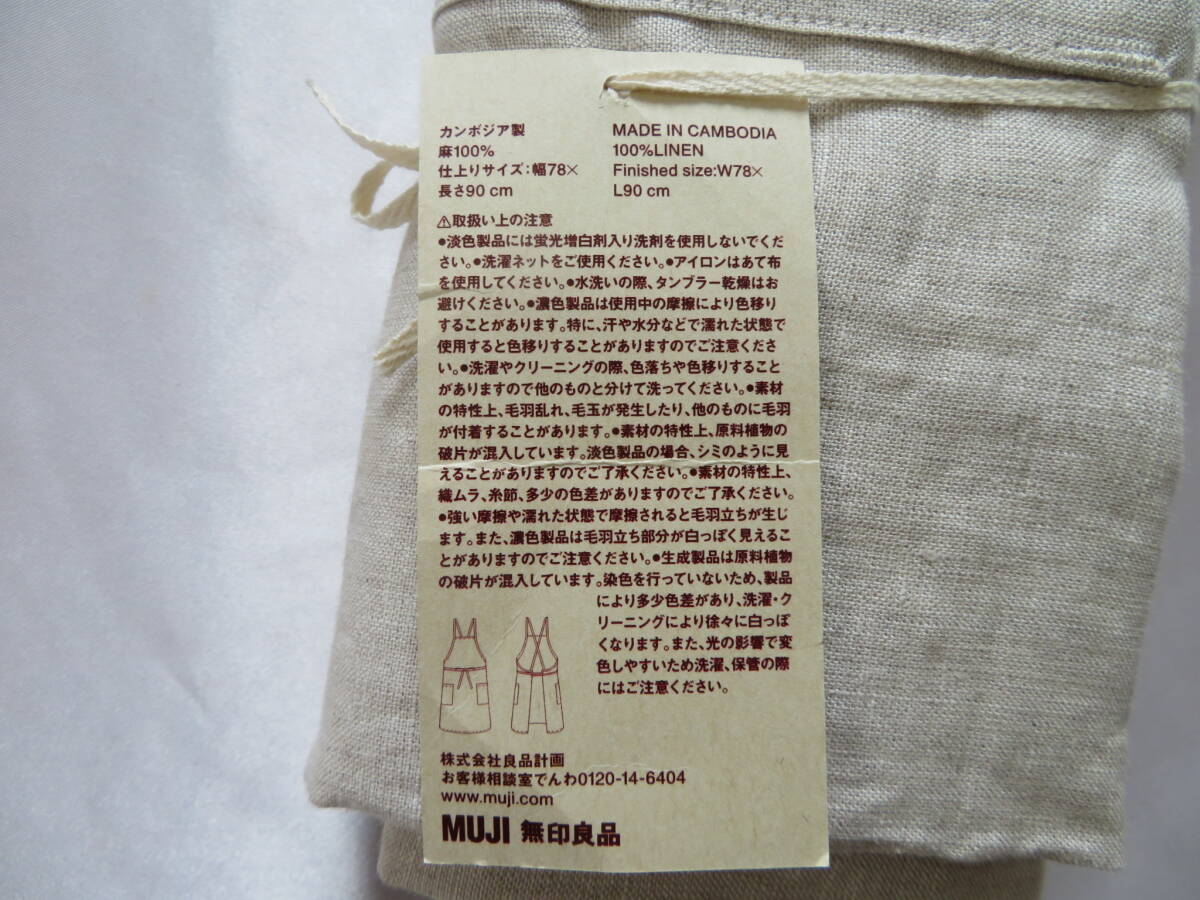 カンボジア製
麻100%
仕上りサイズ:幅78×
長さ90 cm
MADE IN CAMBODIA
100%LINEN
Finished size:W78×
L90 cm
⚠取扱い上の注意
●淡色製品には蛍光増白剤入り洗剤を使用しないでくだ
さい。●洗濯ネットをご使用ください。●アイロンはあて布
を使用してください。●水洗いの際、タンブラー乾燥はお
避けください。●濃色製品は使用中の摩擦により色移り
することがあります。特に、汗や水分などで濡れた状態で
使用すると色移りすることがありますのでご注意くださ
い。●洗濯やクリーニングの際、色落ちや色移りすること
がありますので他のものと分けて洗ってください。●素材
の特性上、毛羽乱れ、毛玉が発生したり、他のものに毛羽
が付着することがあります。●素材の特性上、原料植物の
破片が混入しています。淡色製品の場合、シミのように見
えることがありますのでご了承ください。●素材の特性上、
織ムラ、糸節、多少の色差がありますのでご了承ください。
●強い摩擦や濡れた状態で摩擦されると毛羽立ちが生じ
ます。また、濃色製品は毛羽立ち部分が白っぽく見えるこ
とがありますのでご注意ください。●生成製品は原料植物
の破片が混入しています。染色を行っていないため、製品
により多少色差があり、洗濯・ク
リーニングにより徐々に白っぽ
くなります。また、光の影響で変
色しやすいため洗濯、保管の際
にはご注意ください。
株式会社良品計画
お客様相談室でんわ0120-14-6404
www.muji.com
MUJI 無印良品